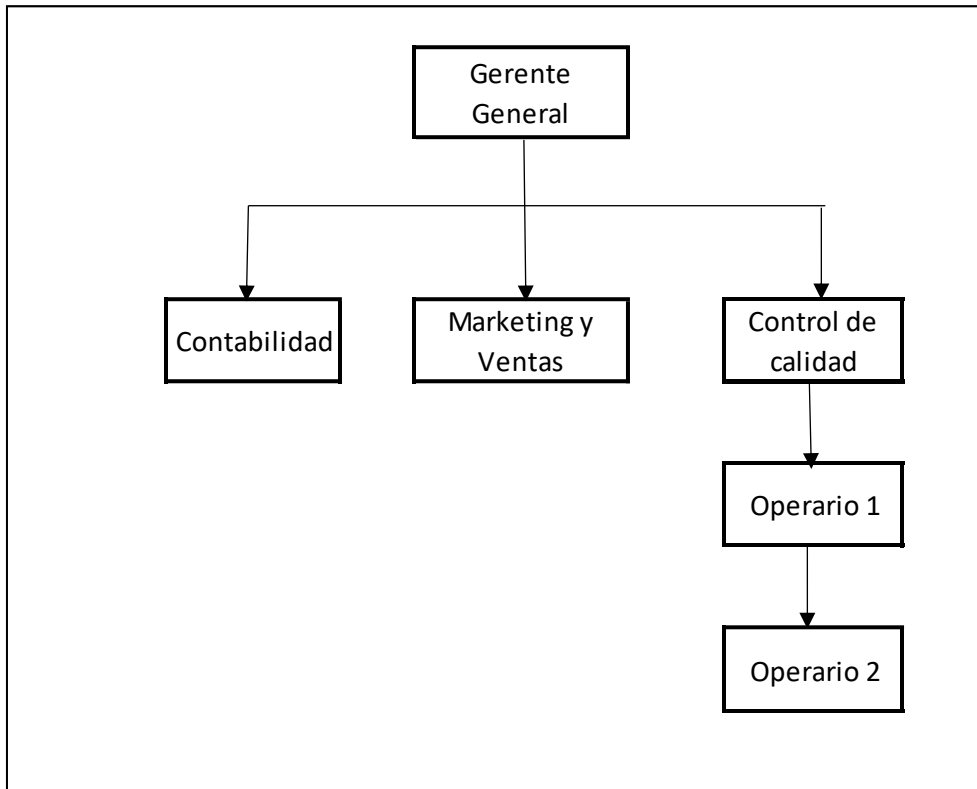 Gerente
General
Contabilidad
Marketing y
Ventas
Control de
calidad
Operario 1
Operario 2